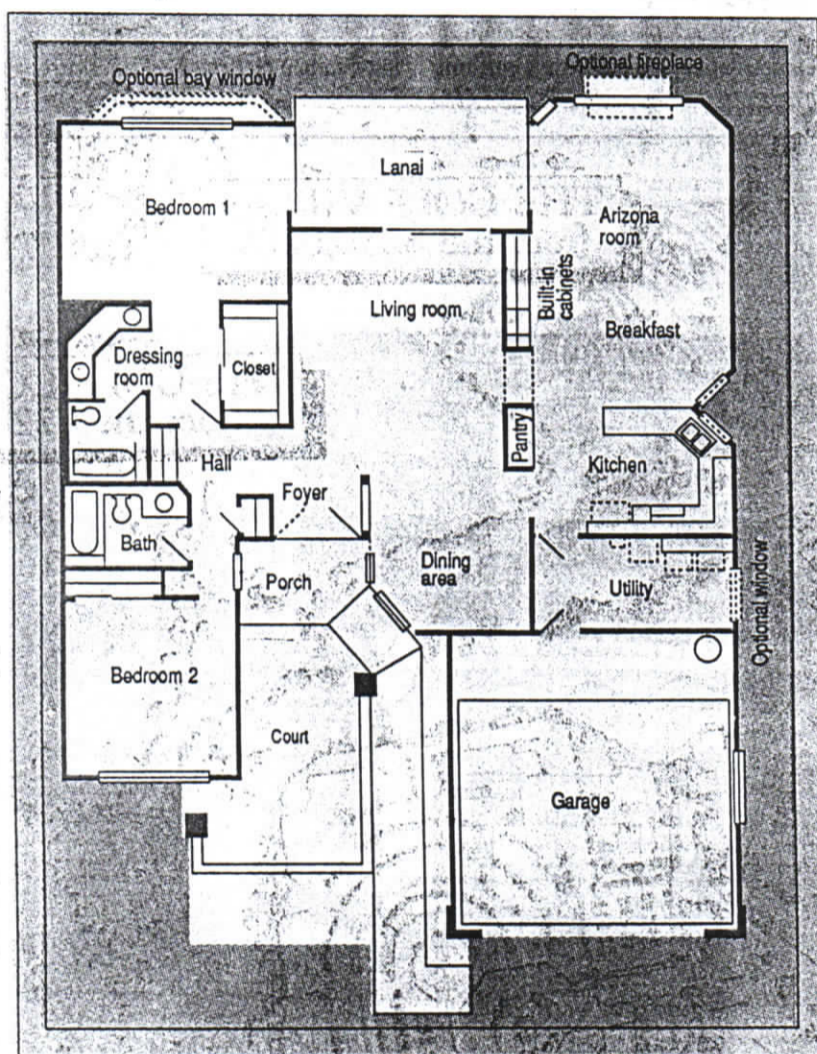 Optional bay window
Optional fireplace
Lanai
Bedroom 1
Arizona
room
Built-in
cabinets
Living room
Breakfast
Dressing
room
Closet
Pantry
Hall
Kitchen
Foyer
Bath
Dining
area
Porch
Utility
Optional window
Bedroom 2
Court
Garage